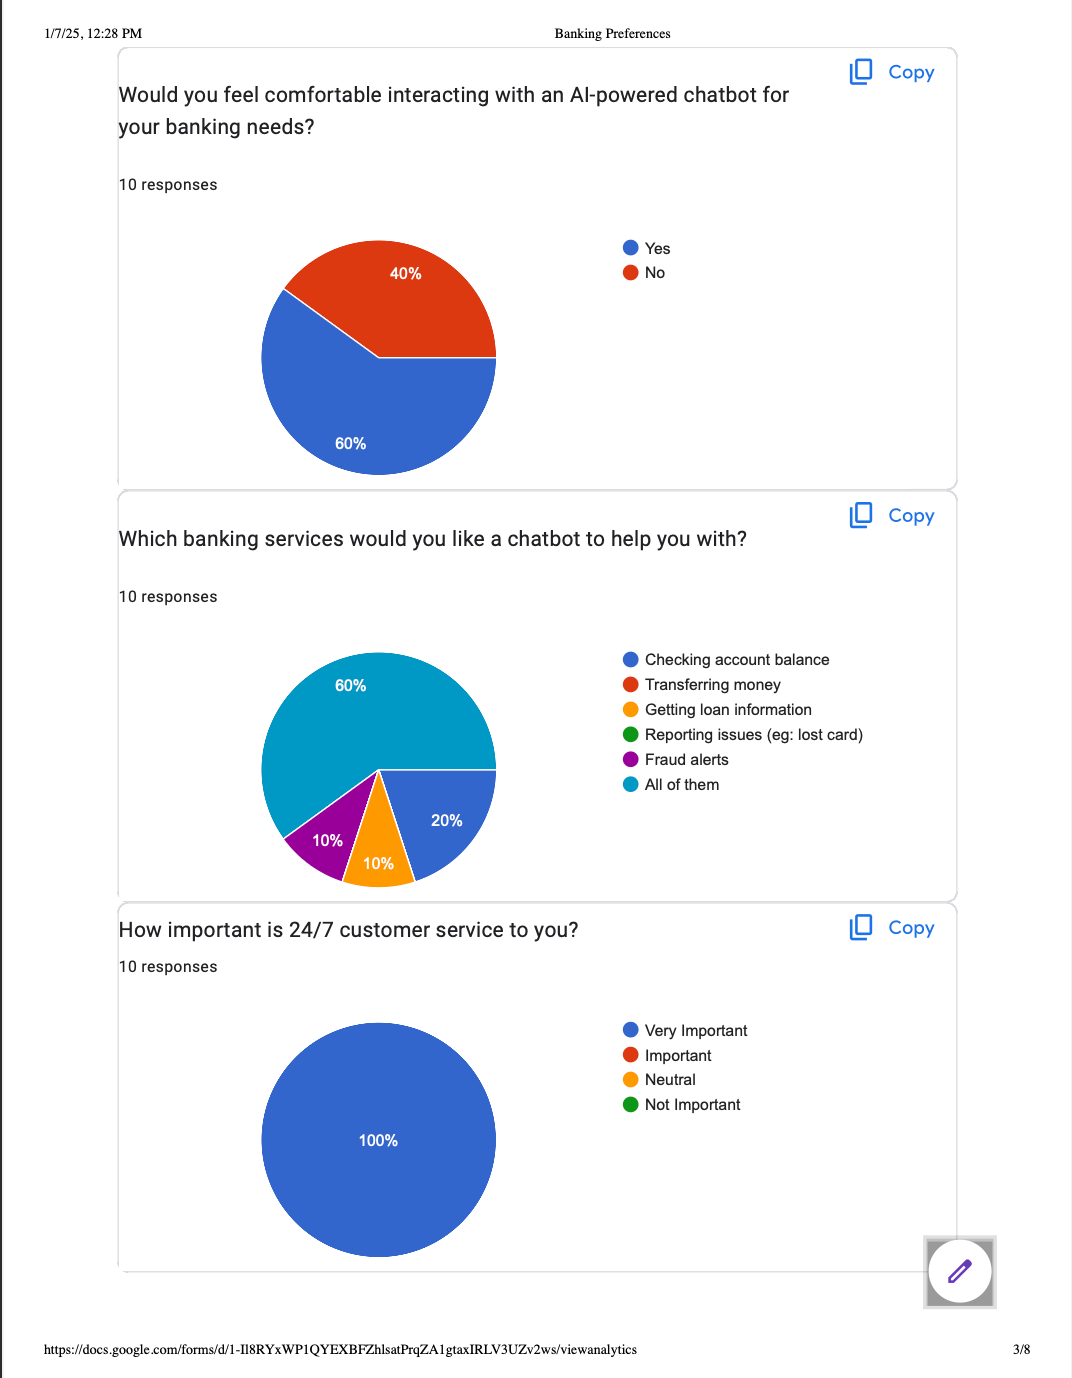 1/7/25, 12:28 PM
Banking Preferences
Copy
Would you feel comfortable interacting with an AI-powered chatbot for
your banking needs?
10 responses
Yes
No
40%
60%
Copy
Which banking services would you like a chatbot to help you with?
10 responses
Checking account balance
Transferring money
Getting loan information
Reporting issues (eg: lost card)
Fraud alerts
All of them
60%
20%
10%
10%
Copy
How important is 24/7 customer service to you?
10 responses
Very Important
Important
Neutral
Not Important
100%
https://docs.google.com/forms/d/1-Il8RYxWP1QYEXBFZhlsatPrqZA1gtaxIRLV3UZv2ws/viewanalytics
3/8